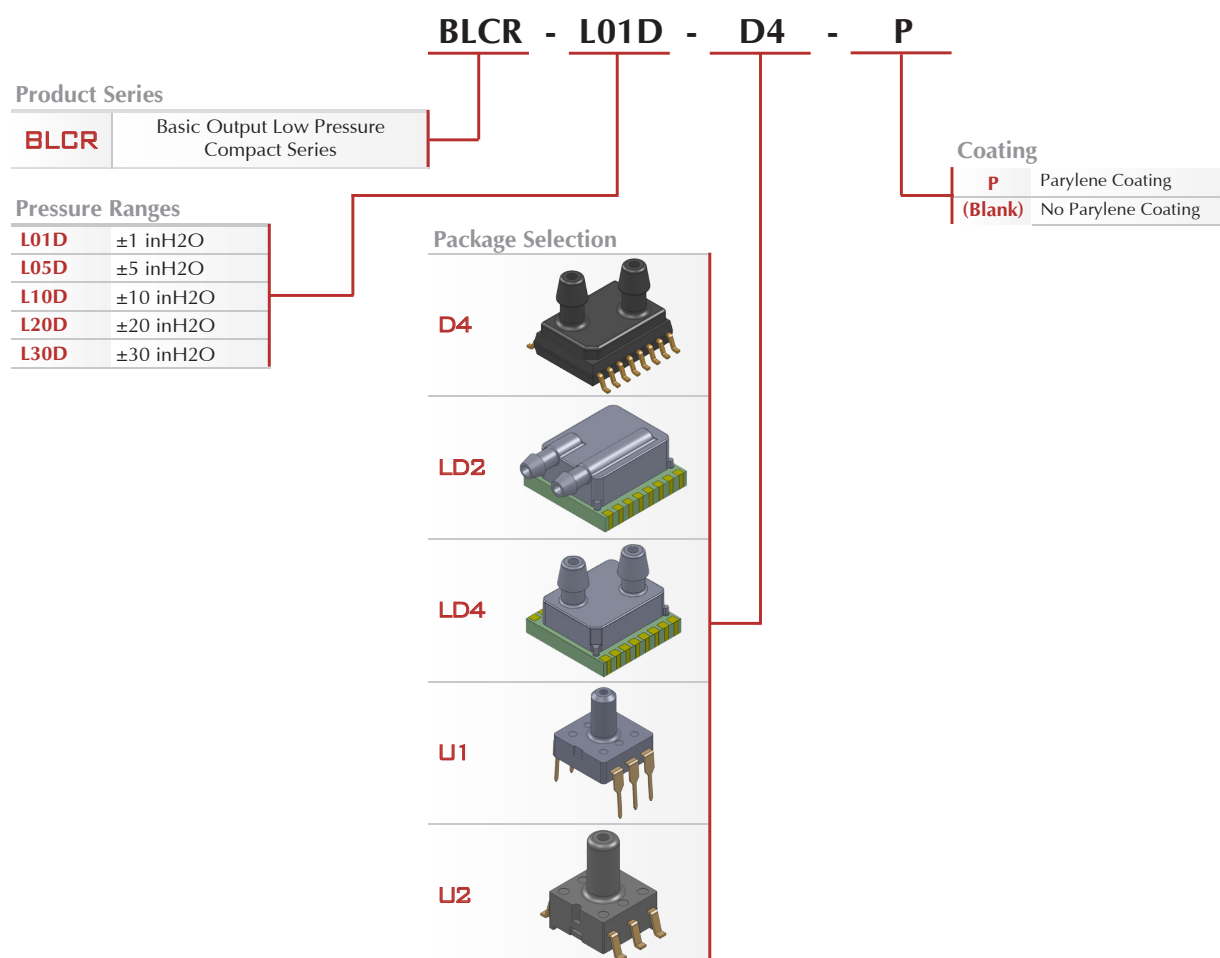 BLCR - L01D - D4 - P
Product Series
BLCR Basic Output Low Pressure
Compact Series
Coating
P Parylene Coating
(Blank) No Parylene Coating
Pressure Ranges
L01D ±1 inH2O
L05D ±5 inH2O
L10D ±10 inH2O
L20D ±20 inH2O
L30D ±30 inH2O
Package Selection
D4
LD2
LD4
U1
U2